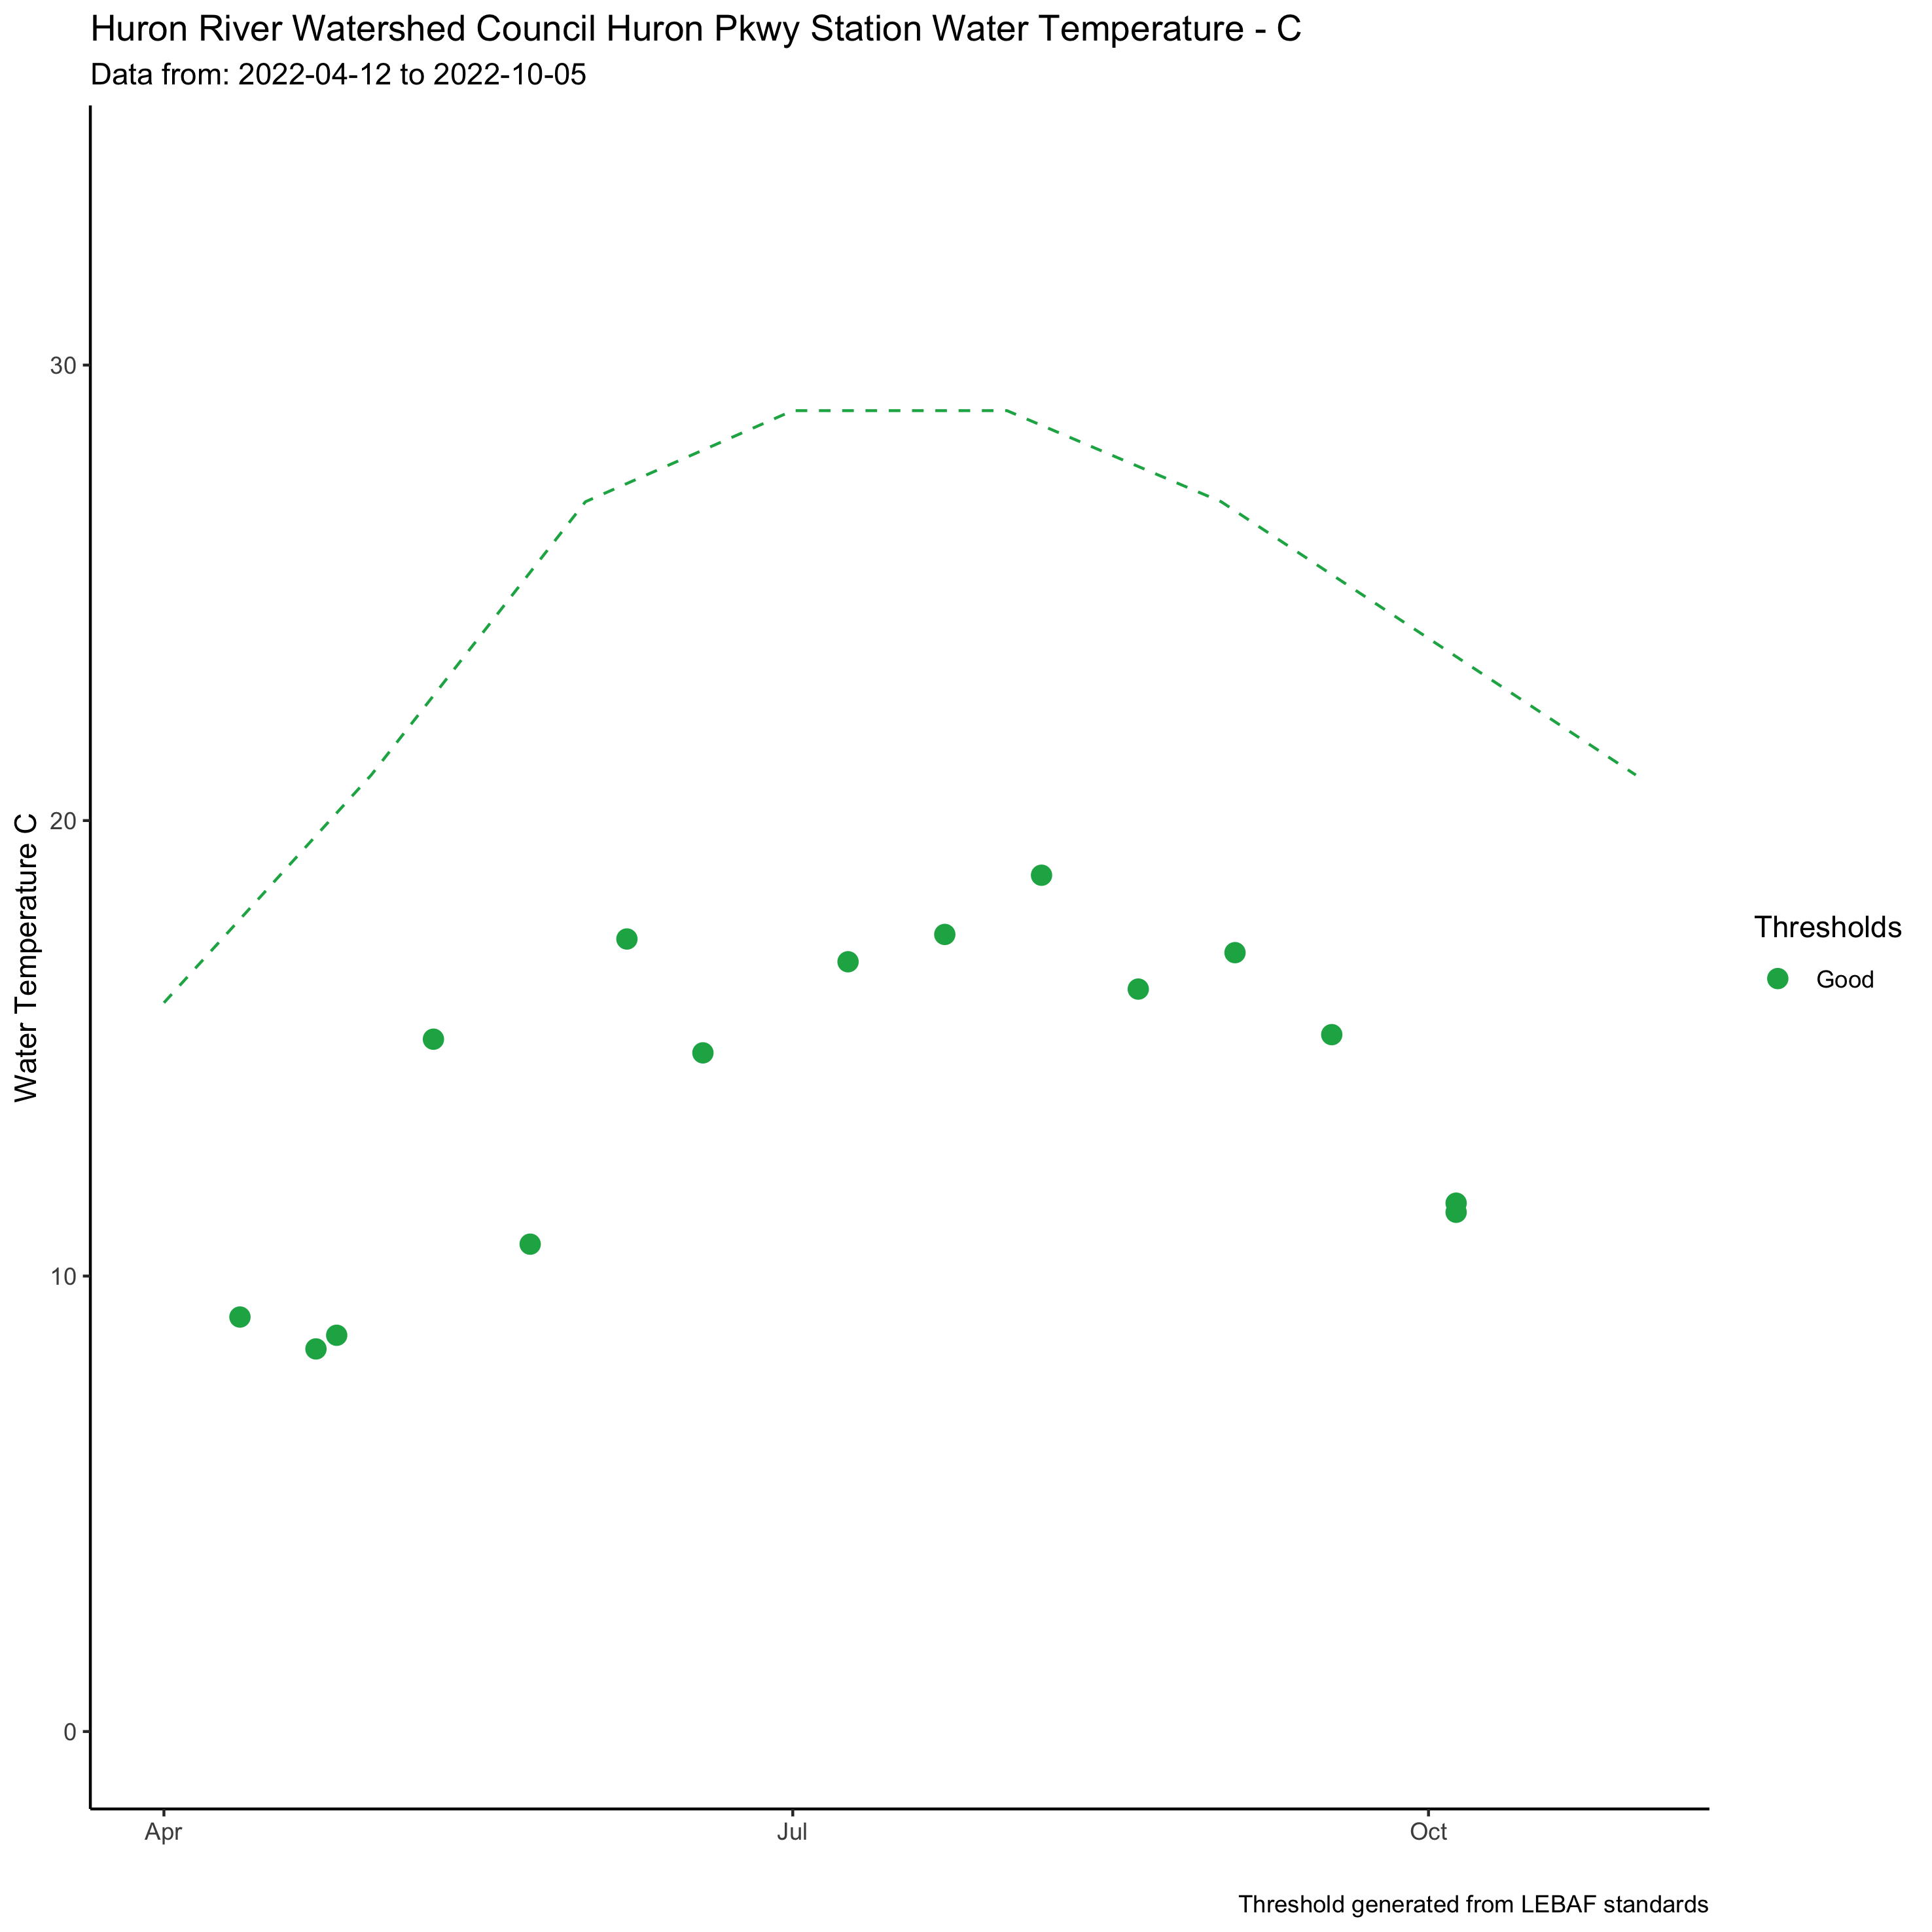 Huron River Watershed Council Huron Pkwy Station Water Temperature - C
Data from: 2022-04-12 to 2022-10-05
Water Temperature C
30
20
10
0
Apr
Jul
Oct
Thresholds
Good
Threshold generated from LEBAF standards